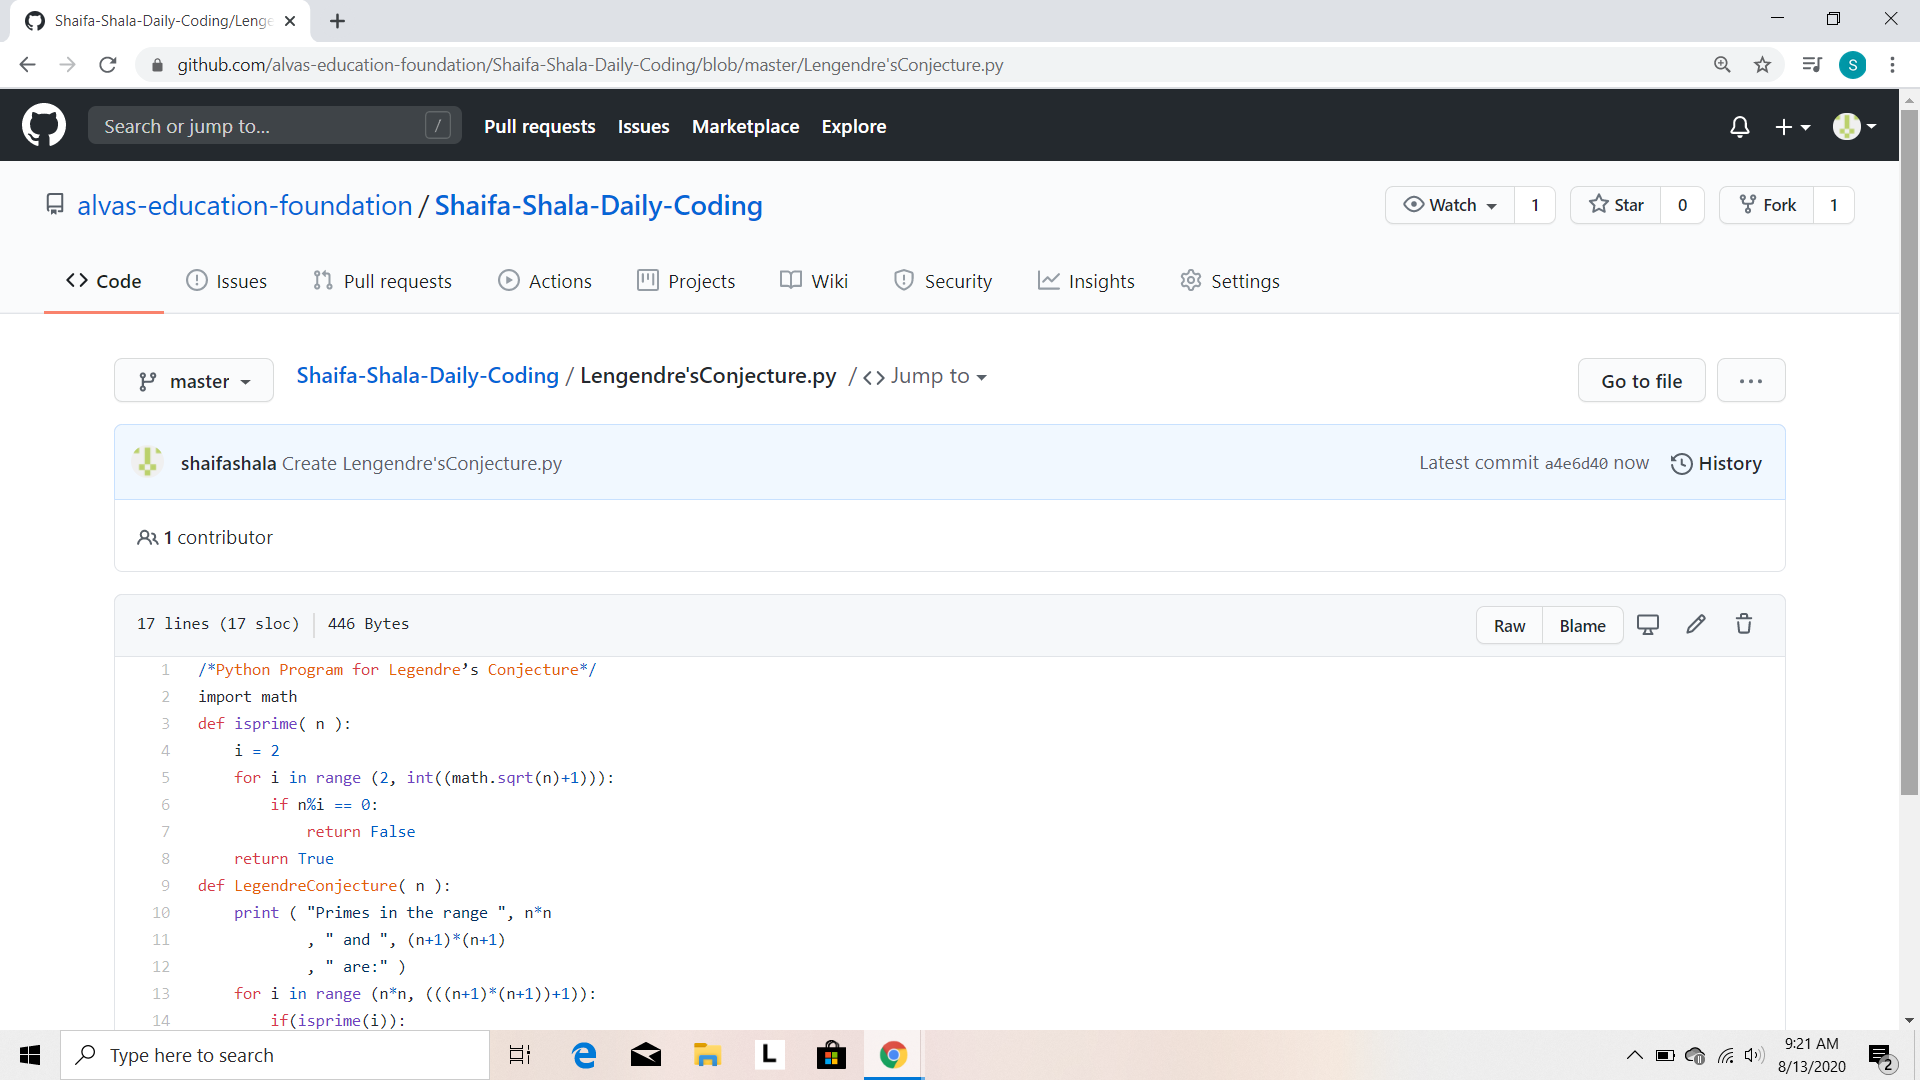 Shaifa-Shala-Daily-Coding/Lenge
github.com/alvas-education-foundation/Shaifa-Shala-Daily-Coding/blob/master/Lengendre'sConjecture.py
S
Search or jump to... /
Pull requests Issues Marketplace Explore
alvas-education-foundation / Shaifa-Shala-Daily-Coding
Watch 1 Star 0 Fork 1
Code Issues Pull requests Actions Projects Wiki Security Insights Settings
master Shaifa-Shala-Daily-Coding / Lengendre'sConjecture.py / <> Jump to Go to file ...
shaifashala Create Lengendre'sConjecture.py Latest commit a4e6d40 now History
1 contributor
17 lines (17 sloc) 446 Bytes Raw Blame
1 /*Python Program for Legendre’s Conjecture*/
2 import math
3 def isprime( n ):
4     i = 2
5     for i in range (2, int((math.sqrt(n)+1))):
6         if n%i == 0:
7             return False
8     return True
9 def LegendreConjecture( n ):
10     print ( "Primes in the range ", n*n
11             , " and ", (n+1)*(n+1)
12             , " are:" )
13     for i in range (n*n, (((n+1)*(n+1))+1)):
14         if(isprime(i)):
Type here to search L 9:21 AM
8/13/2020 2